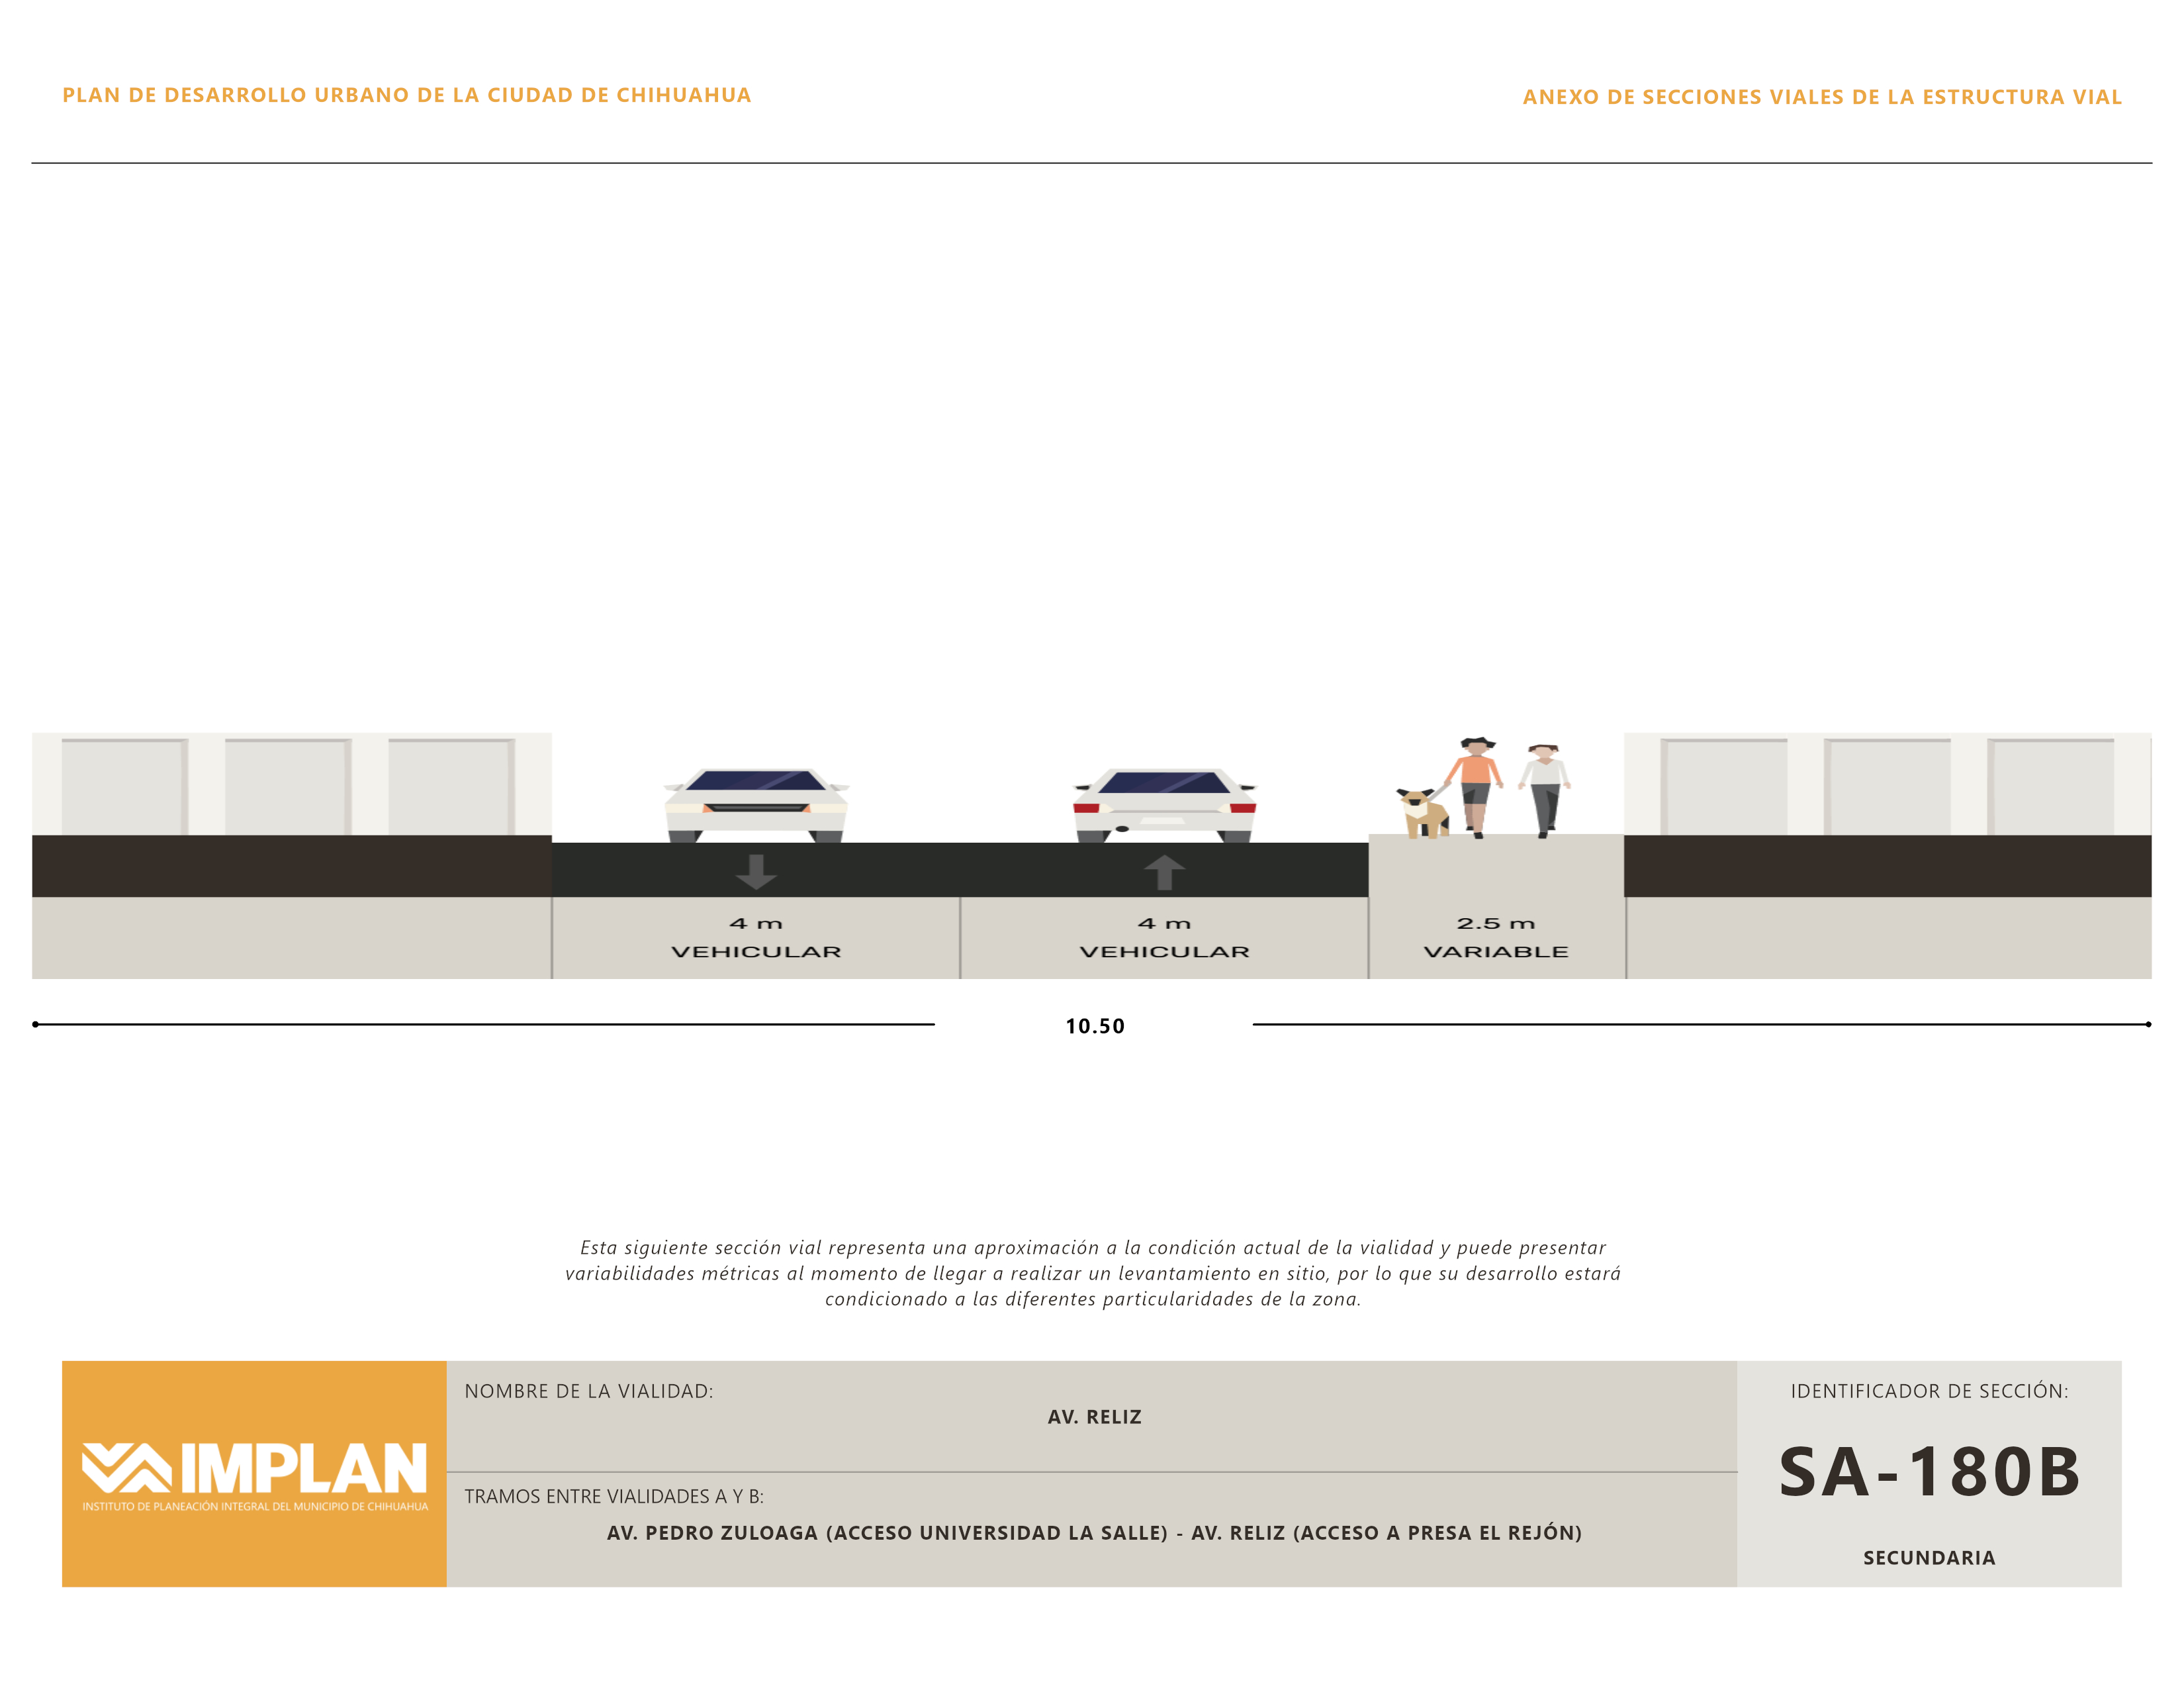 PLAN DE DESARROLLO URBANO DE LA CIUDAD DE CHIHUAHUA
ANEXO DE SECCIONES VIALES DE LA ESTRUCTURA VIAL
4 m
VEHICULAR
4 m
VEHICULAR
2.5 m
VARIABLE
10.50
Esta siguiente sección vial representa una aproximación a la condición actual de la vialidad y puede presentar
variabilidades métricas al momento de llegar a realizar un levantamiento en sitio, por lo que su desarrollo estará
condicionado a las diferentes particularidades de la zona.
IMPLAN
INSTITUTO DE PLANEACIÓN INTEGRAL DEL MUNICIPIO DE CHIHUAHUA
NOMBRE DE LA VIALIDAD:
AV. RELIZ
TRAMOS ENTRE VIALIDADES A Y B:
AV. PEDRO ZULOAGA (ACCESO UNIVERSIDAD LA SALLE) - AV. RELIZ (ACCESO A PRESA EL REJÓN)
IDENTIFICADOR DE SECCIÓN:
SA-180B
SECUNDARIA